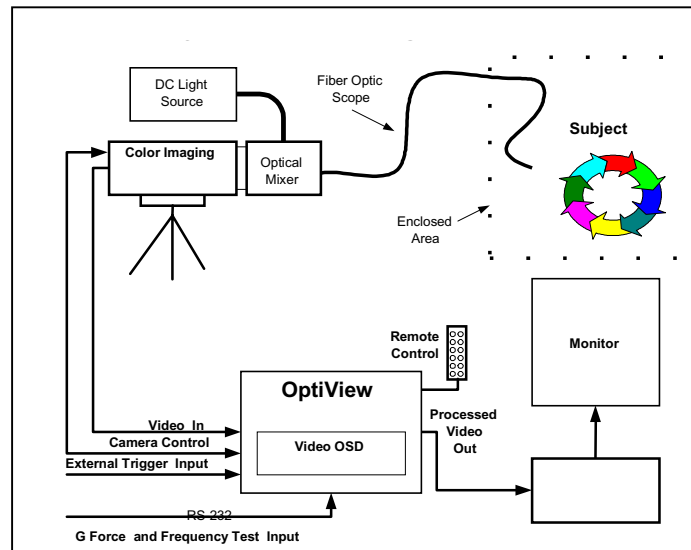 DC Light
Source
Fiber Optic
Scope
Subject
Color Imaging
Optical
Mixer
Enclosed
Area
Monitor
Remote
Control
OptiView
Processed
Video
Out
Video In
Camera Control
Video OSD
External Trigger Input
RS-232
G Force and Frequency Test Input